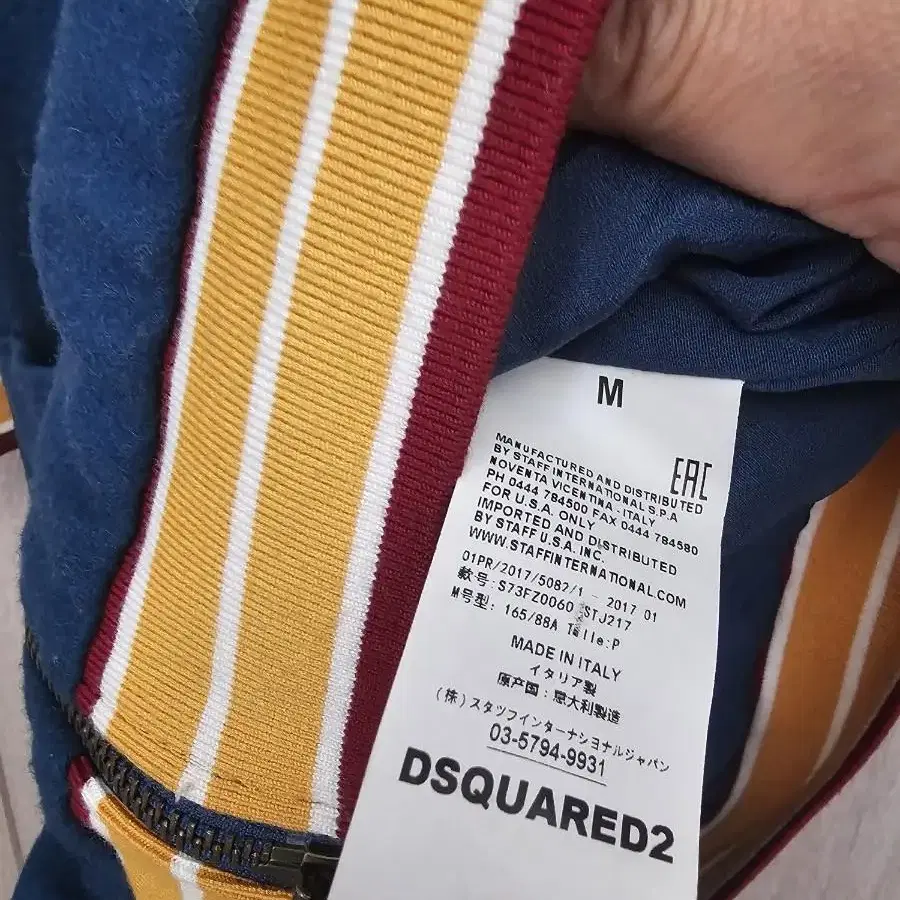 M
EAC
MANUFACTURED AND DISTRIBUTED
BY STAFF INTERNATIONAL S.P.A
NOVENTA VICENTINA - ITALY
PH 0444 784500 FAX 0444 784580
FOR U.S.A. ONLY
IMPORTED AND DISTRIBUTED
BY STAFF U.S.A. INC.
WWW.STAFFINTERNATIONAL.COM
01PR/2017/5082/1 - 2017 01
款号: S73FZ0060 STJ217
M号型: 165/88A Taille:P
MADE IN ITALY
イタリア製
原产国：意大利製造
(株)スタッフインターナショナルジャパン
03-5794-9931
DSQUARED2